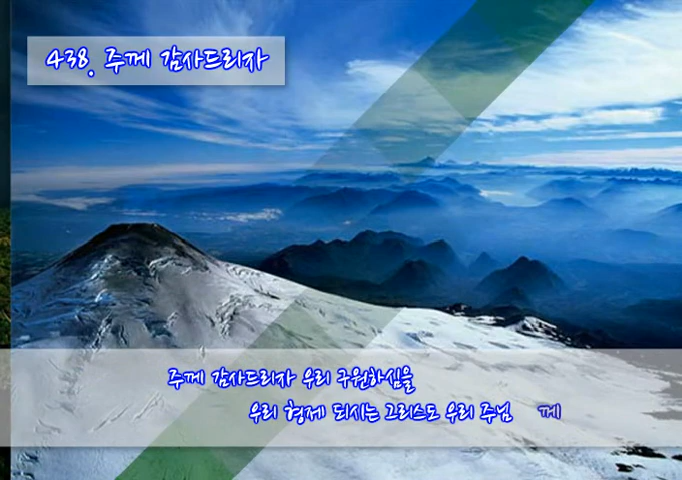 438. 주께 감사드리자
주께 감사드리자 우리 구원하심을
우리 형제 되시는 그리스도 우리 주님 께